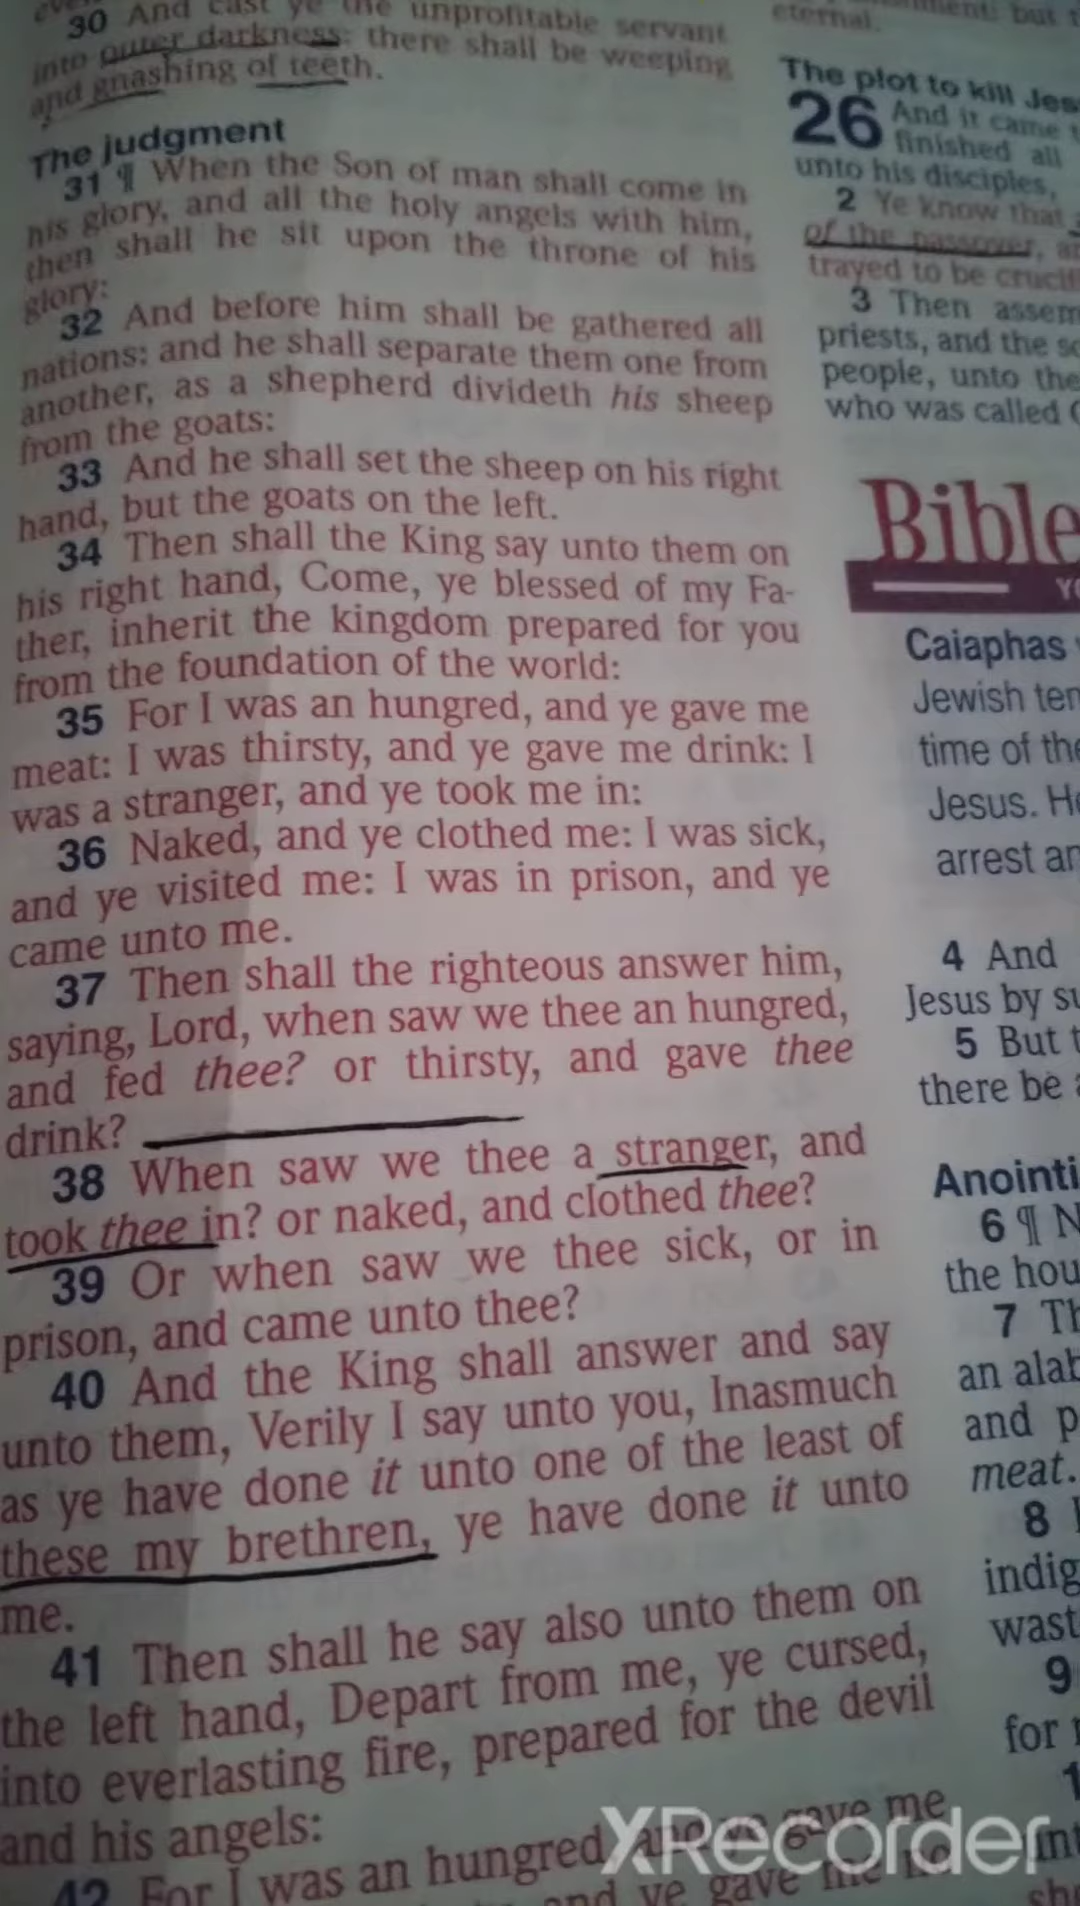 30 And cast ye the unprofitable servant
into outer darkness: there shall be weeping
and gnashing of teeth.
The judgment
31 ¶ When the Son of man shall come in
his glory, and all the holy angels with him,
then shall he sit upon the throne of his
glory:
32 And before him shall be gathered all
nations: and he shall separate them one from
another, as a shepherd divideth his sheep
from the goats:
33 And he shall set the sheep on his right
hand, but the goats on the left.
34 Then shall the King say unto them on
his right hand, Come, ye blessed of my Fa-
ther, inherit the kingdom prepared for you
from the foundation of the world:
35 For I was an hungred, and ye gave me
meat: I was thirsty, and ye gave me drink: I
was a stranger, and ye took me in:
36 Naked, and ye clothed me: I was sick,
and ye visited me: I was in prison, and ye
came unto me.
37 Then shall the righteous answer him,
saying, Lord, when saw we thee an hungred,
and fed thee? or thirsty, and gave thee
drink?
38 When saw we thee a stranger, and
took thee in? or naked, and clothed thee?
39 Or when saw we thee sick, or in
prison, and came unto thee?
40 And the King shall answer and say
unto them, Verily I say unto you, Inasmuch
as ye have done it unto one of the least of
these my brethren, ye have done it unto
me.
41 Then shall he say also unto them on
the left hand, Depart from me, ye cursed,
into everlasting fire, prepared for the devil
and his angels:
42 For I was an hungred, and ye gave me
and ye gave me no
eternal.
The plot to kill Jes
26 And it came
finished all
unto his disciples,
2 Ye know that
of the passover,
trayed to be crucif
3 Then assem
priests, and the sc
people, unto the
who was called
Bible
Caiaphas
Jewish tem
time of the
Jesus. He
arrest an
4 And
Jesus by su
5 But
there be
Anointi
6 ¶ N
the hou
7 Th
an alab
and p
meat.
8
indig
wast
9
for
XRecorder